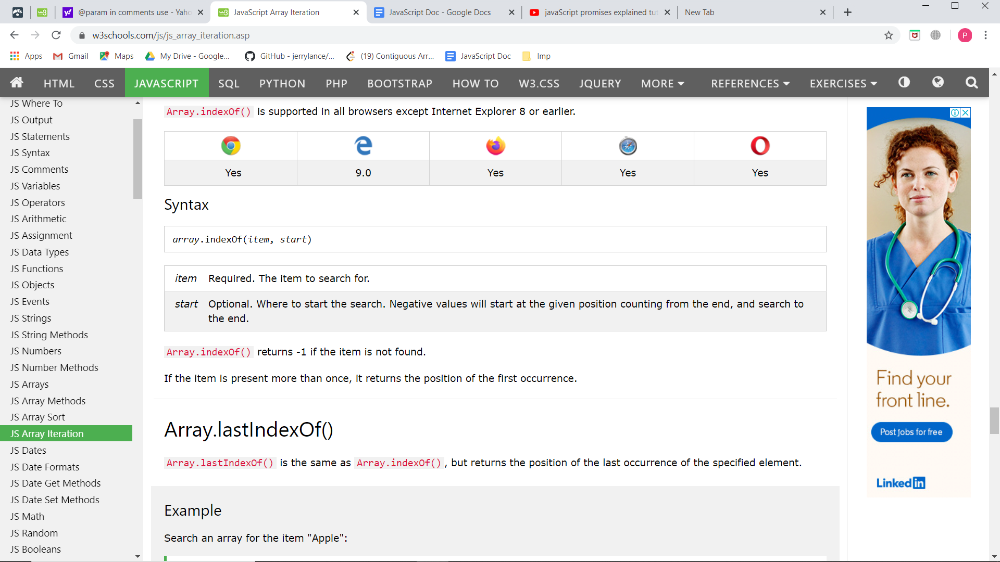 @param in comments use - Yaho
JavaScript Array Iteration
JavaScript Doc - Google Docs
javaScript promises explained tut
New Tab
w3schools.com/js/js_array_iteration.asp
P
Apps
Gmail
Maps
My Drive - Google...
GitHub - jerrylance/...
(19) Contiguous Arr...
JavaScript Doc
Imp
HTML
CSS
JAVASCRIPT
SQL
PYTHON
PHP
BOOTSTRAP
HOW TO
W3.CSS
JQUERY
MORE
REFERENCES
EXERCISES
JS Where To
JS Output
JS Statements
JS Syntax
JS Comments
JS Variables
JS Operators
JS Arithmetic
JS Assignment
JS Data Types
JS Functions
JS Objects
JS Events
JS Strings
JS String Methods
JS Numbers
JS Number Methods
JS Arrays
JS Array Methods
JS Array Sort
JS Array Iteration
JS Dates
JS Date Formats
JS Date Get Methods
JS Date Set Methods
JS Math
JS Random
JS Booleans
Array.indexOf() is supported in all browsers except Internet Explorer 8 or earlier.
Yes 9.0 Yes Yes Yes
Syntax
array.indexOf(item, start)
item Required. The item to search for.
start Optional. Where to start the search. Negative values will start at the given position counting from the end, and search to
the end.
Array.indexOf() returns -1 if the item is not found.
If the item is present more than once, it returns the position of the first occurrence.
Array.lastIndexOf()
Array.lastIndexOf() is the same as Array.indexOf(), but returns the position of the last occurrence of the specified element.
Example
Search an array for the item "Apple":
Find your
front line.
Post jobs for free
Linked in